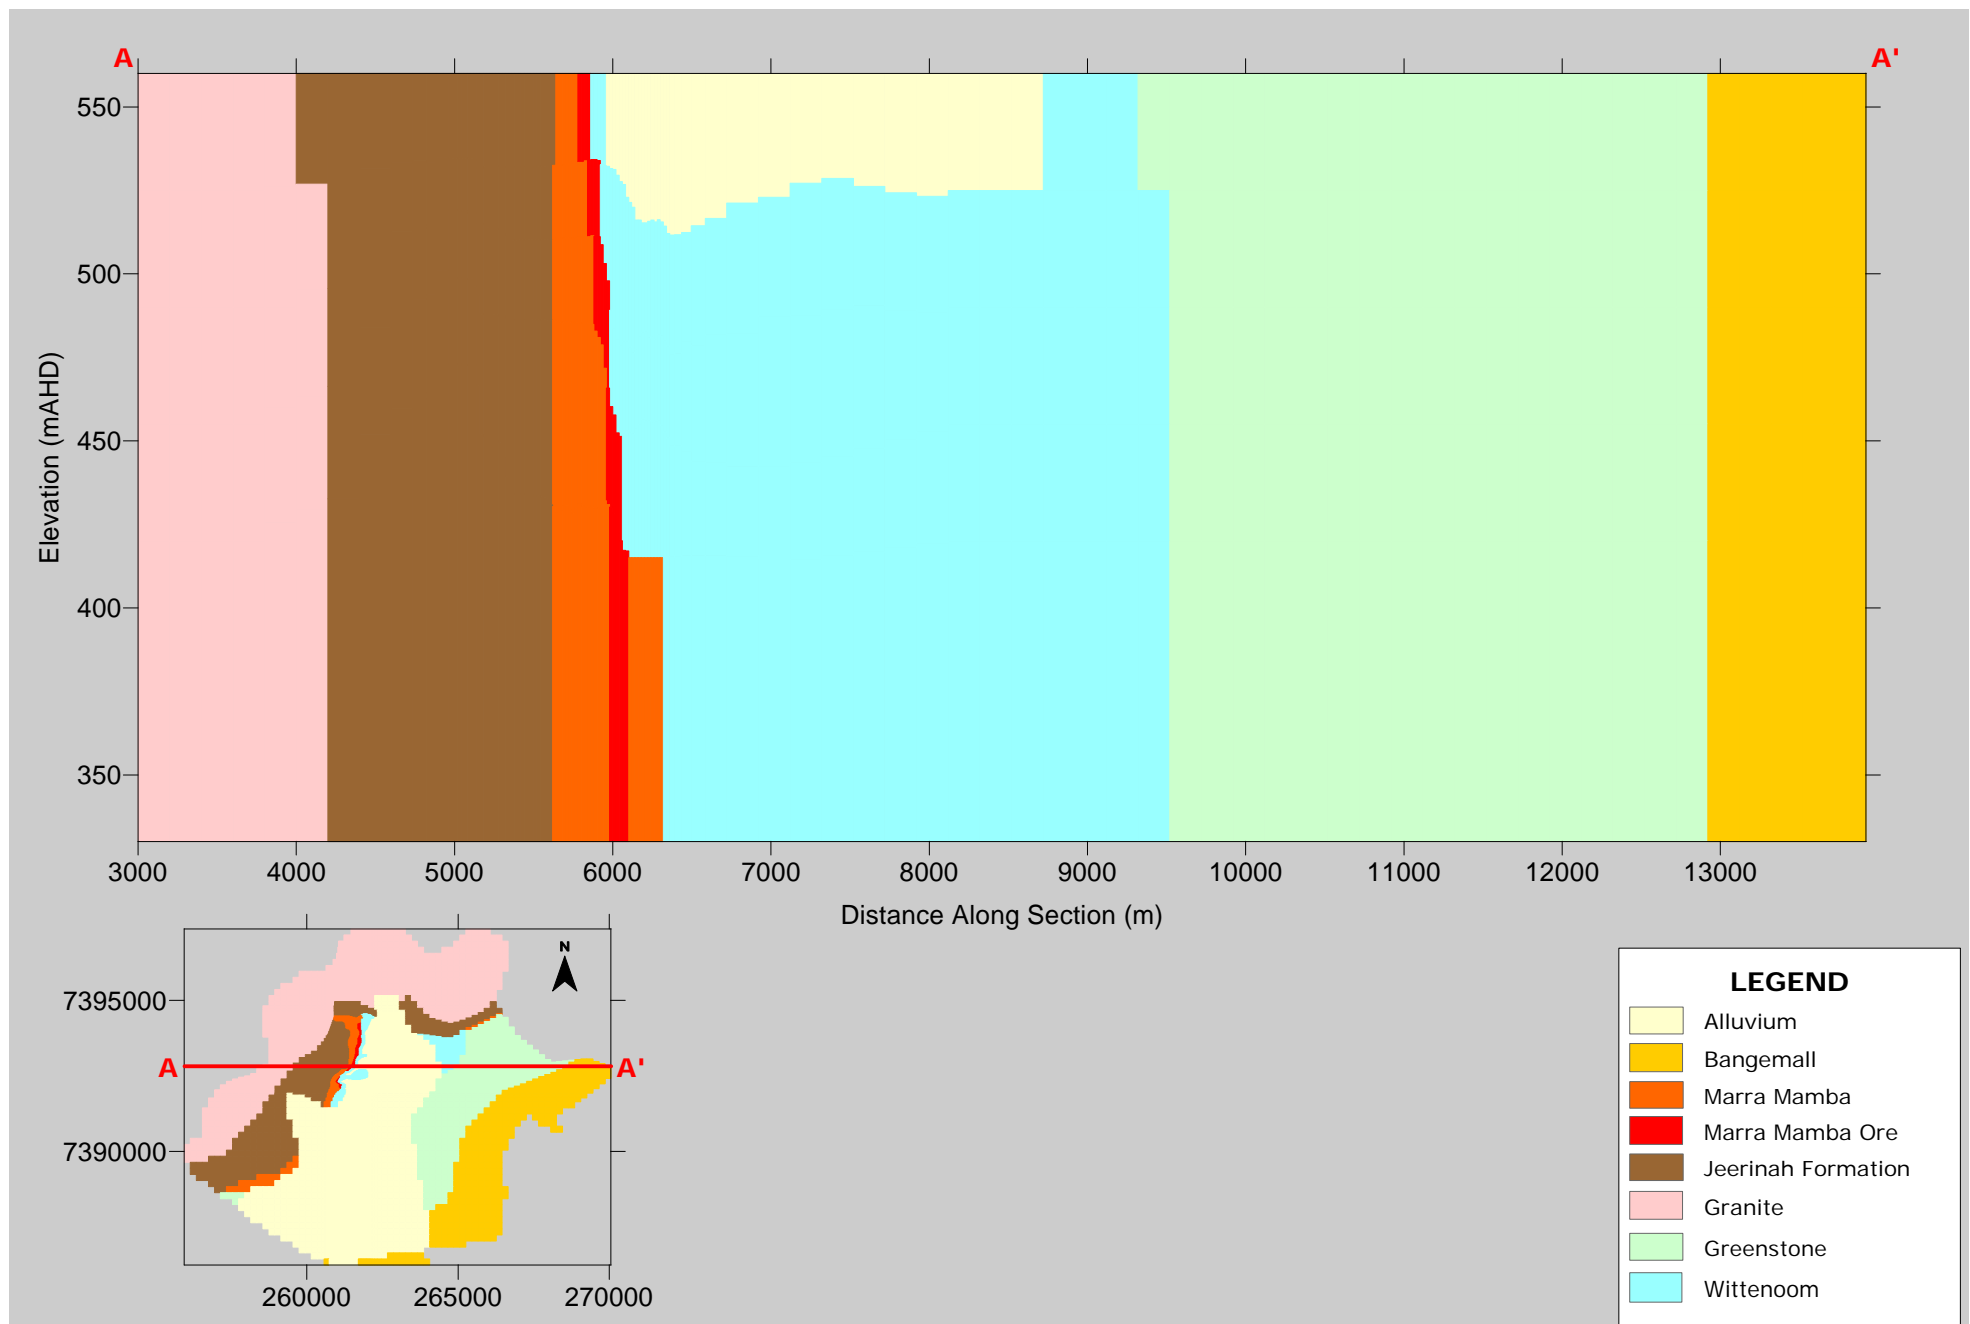 A A'
550
500
450
400
350
Elevation (mAHD)
3000 4000 5000 6000 7000 8000 9000 10000 11000 12000 13000
Distance Along Section (m)
N
7395000
A A'
7390000
260000 265000 270000
LEGEND
Alluvium
Bangemall
Marra Mamba
Marra Mamba Ore
Jeerinah Formation
Granite
Greenstone
Wittenoom